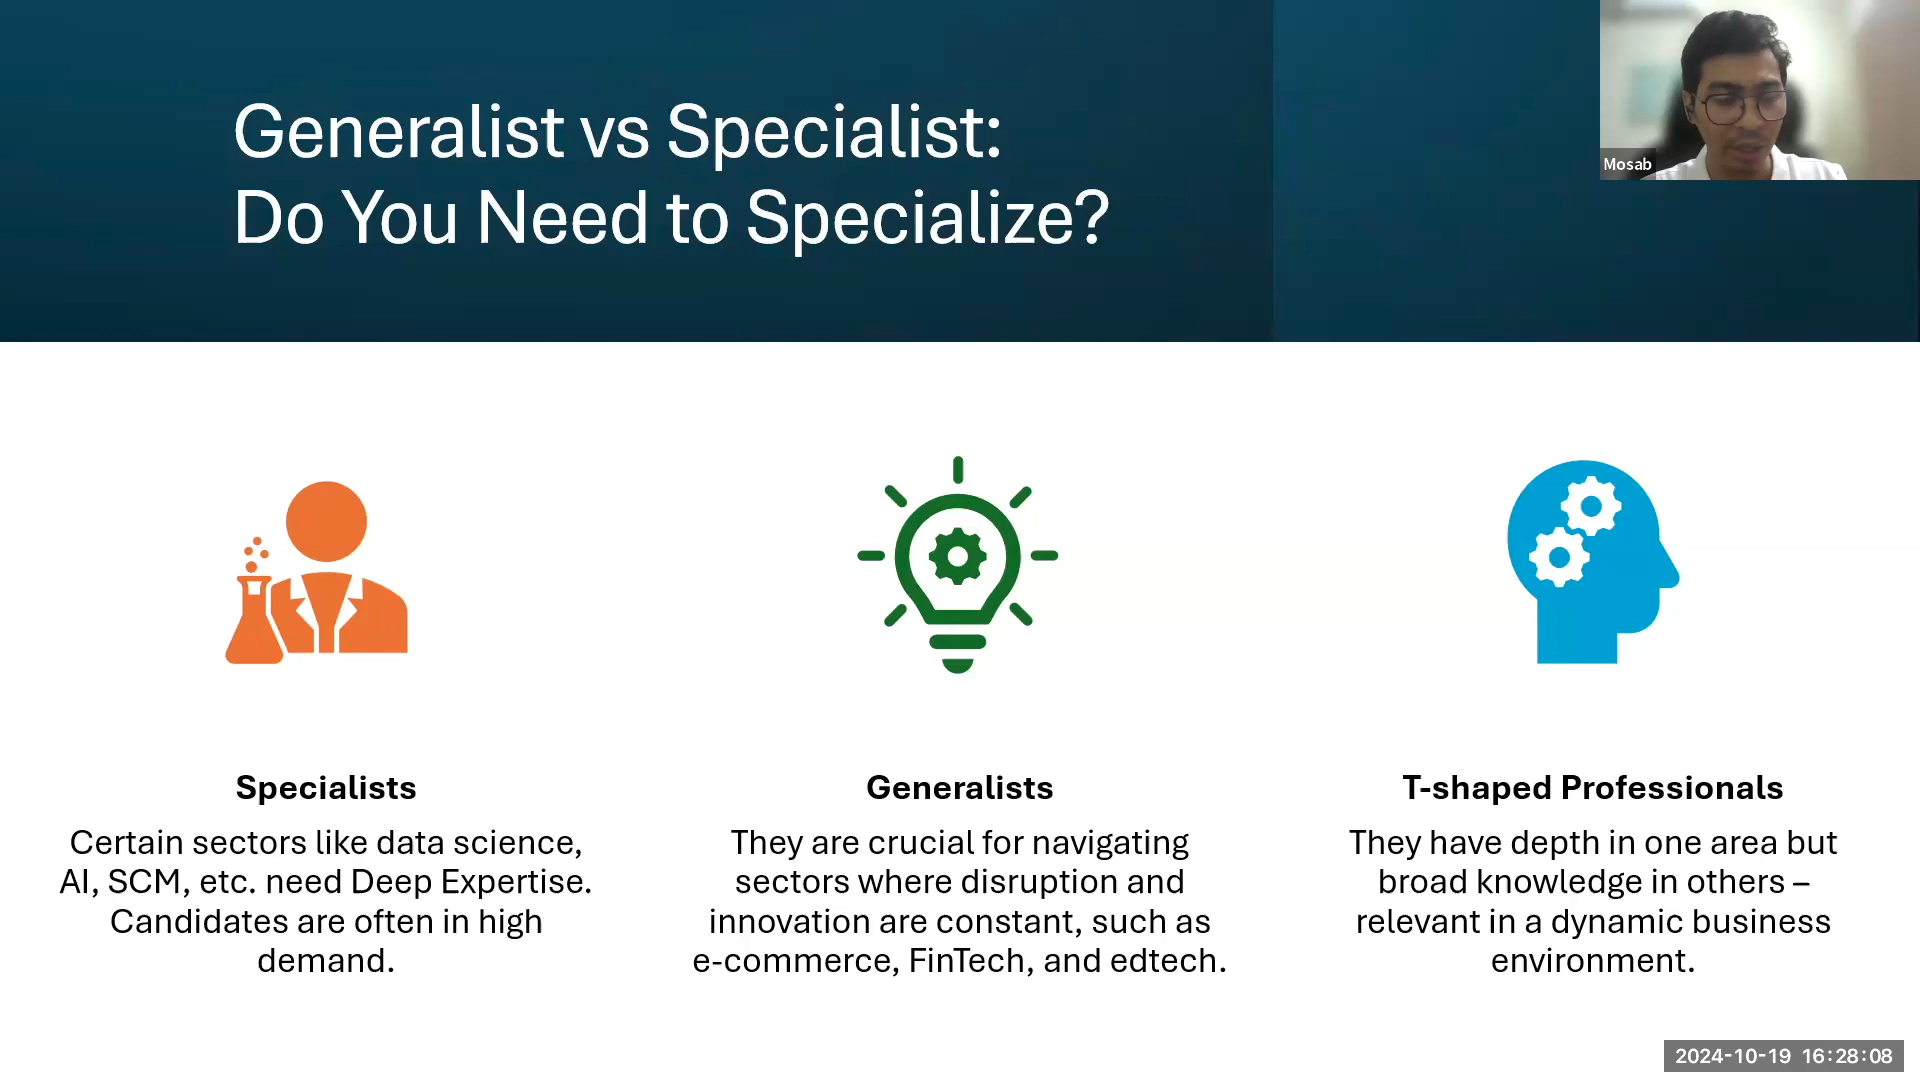 Generalist vs Specialist:
Do You Need to Specialize?
Mosab
Specialists
Certain sectors like data science,
AI, SCM, etc. need Deep Expertise.
Candidates are often in high
demand.
Generalists
They are crucial for navigating
sectors where disruption and
innovation are constant, such as
e-commerce, FinTech, and edtech.
T-shaped Professionals
They have depth in one area but
broad knowledge in others –
relevant in a dynamic business
environment.
2024-10-19 16:28:08